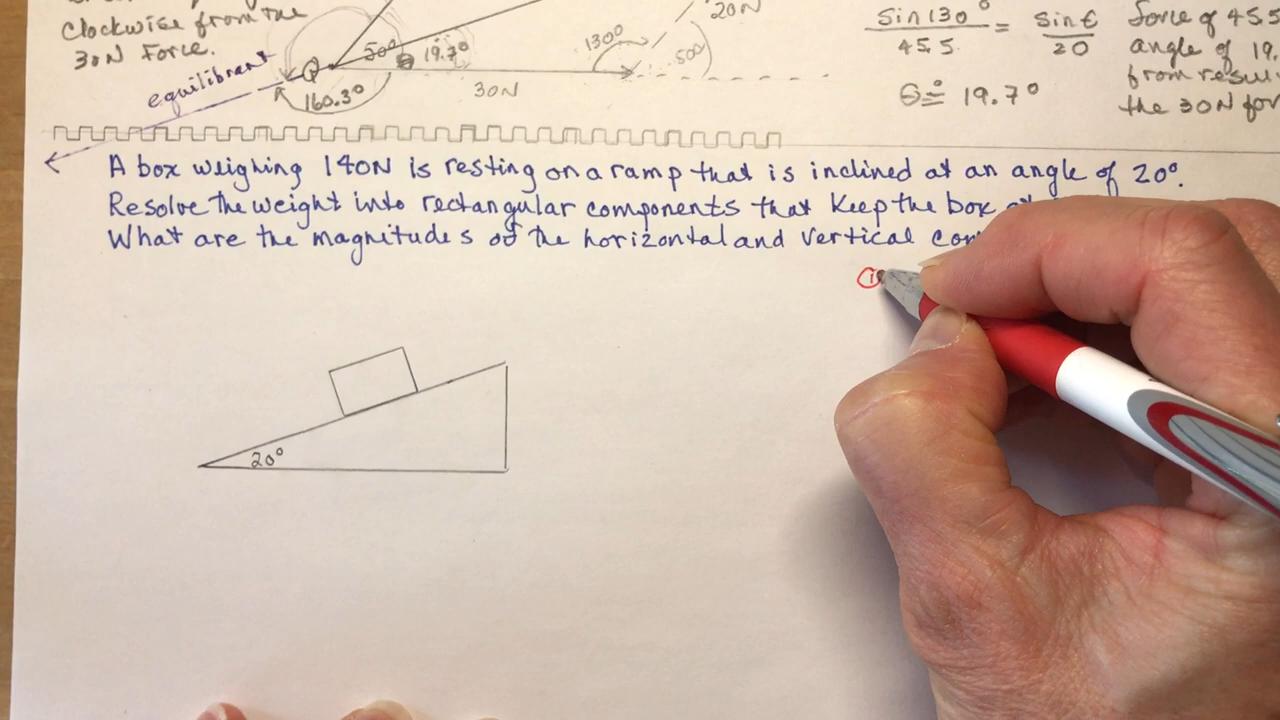 Clockwise from the
30N Force.
equilibrant
160.3°
50°
19.7°
30N
130°
50°
20N
Sin 130° = Sin
45.5 20
≐ 19.7°
force of 45.5
angle of 19.
from
the 30N for
A box weighing 140N is resting on a ramp that is inclined at an angle of 20°.
Resolve the weight into rectangular components that keep the box
What are the magnitudes of the horizontal and vertical
20°